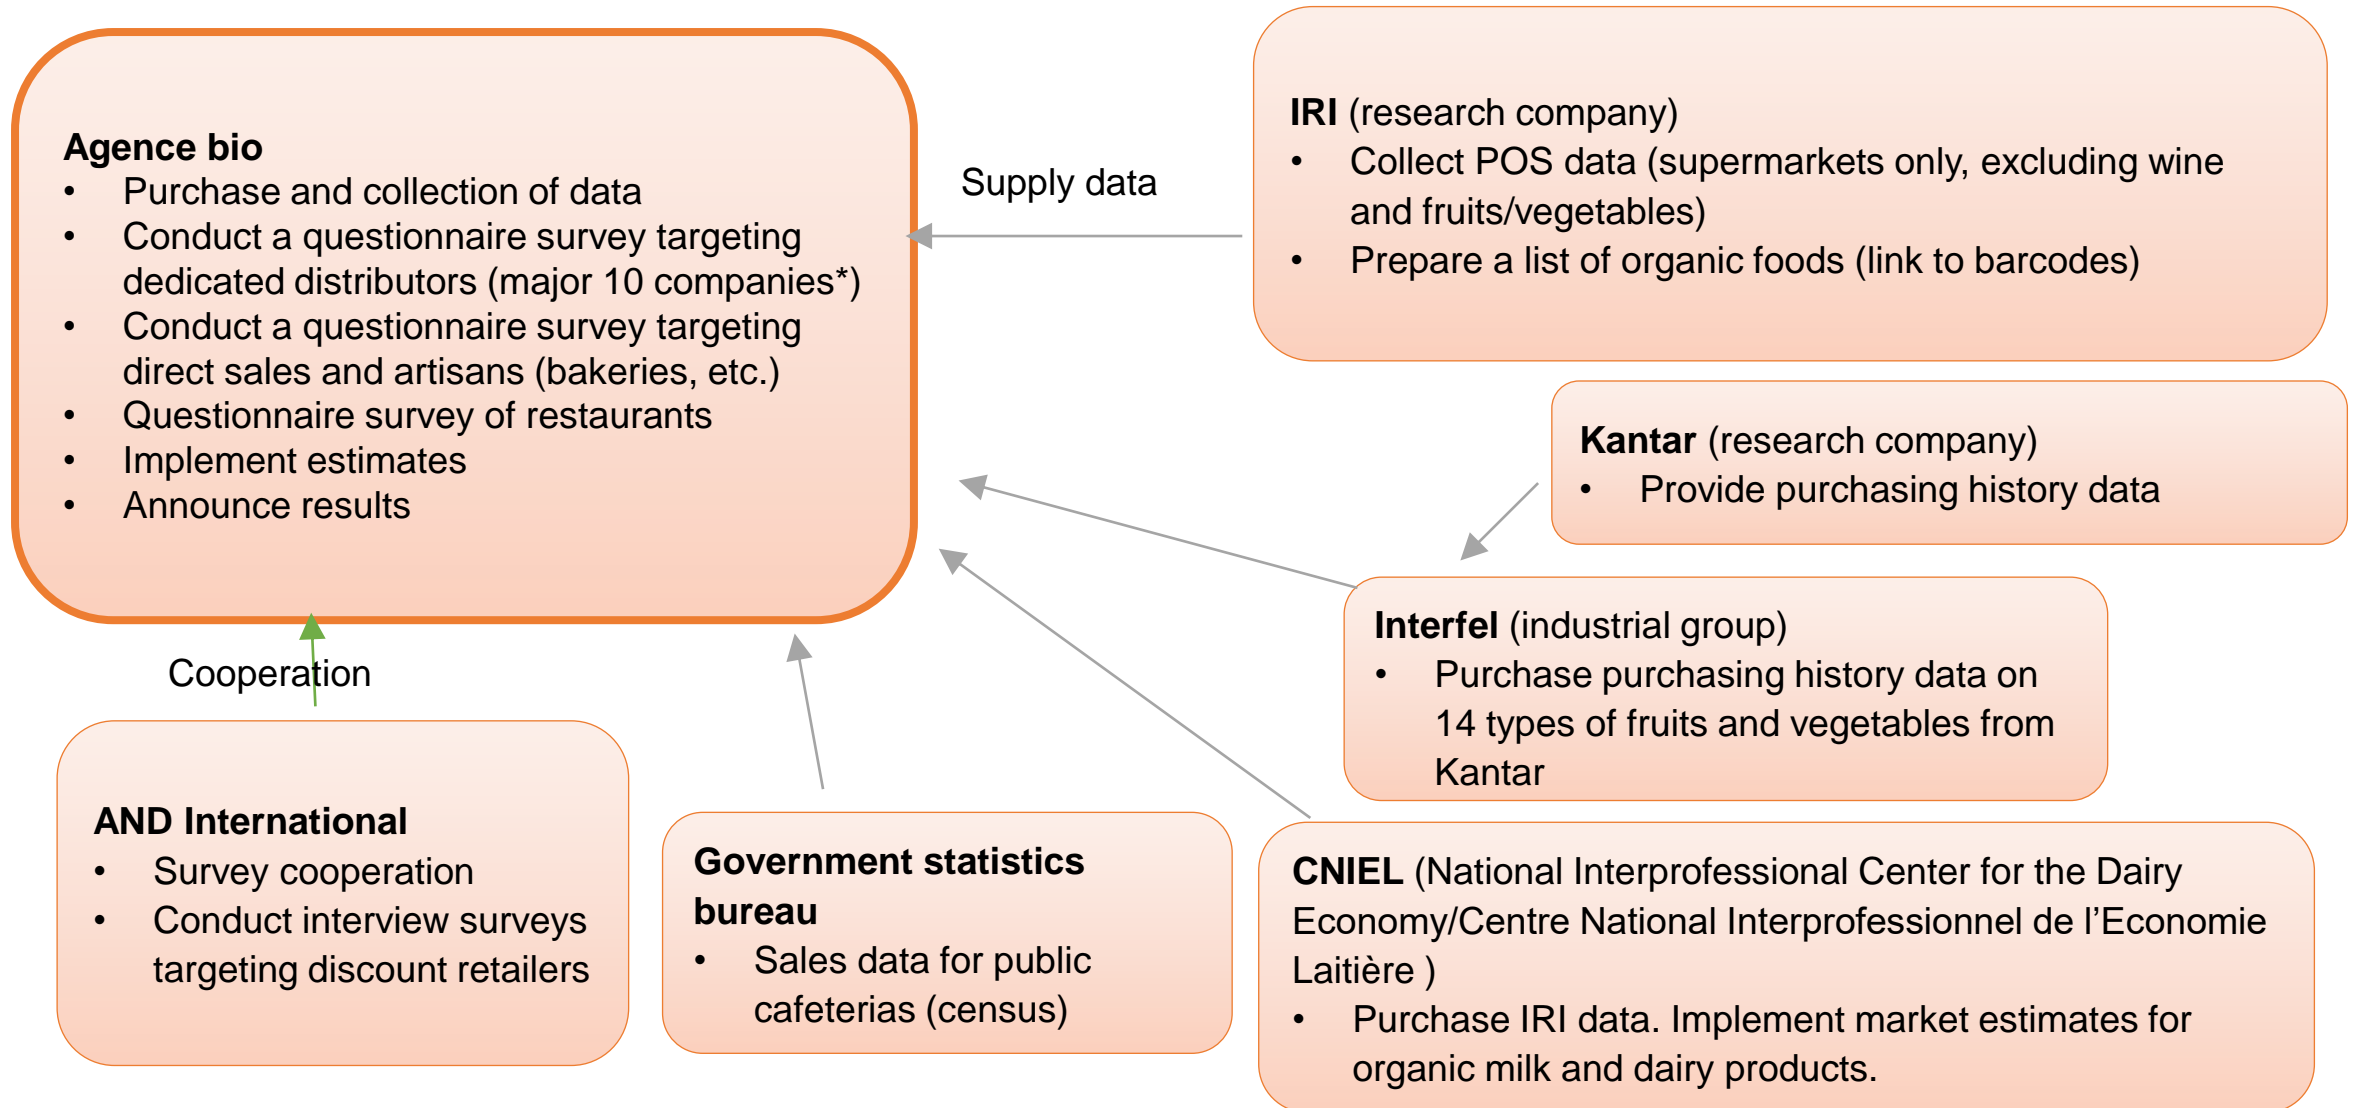 Agence bio
• Purchase and collection of data
• Conduct a questionnaire survey targeting
dedicated distributors (major 10 companies*)
• Conduct a questionnaire survey targeting
direct sales and artisans (bakeries, etc.)
• Questionnaire survey of restaurants
• Implement estimates
• Announce results
Supply data
IRI (research company)
• Collect POS data (supermarkets only, excluding wine
and fruits/vegetables)
• Prepare a list of organic foods (link to barcodes)
Kantar (research company)
• Provide purchasing history data
Interfel (industrial group)
• Purchase purchasing history data on
14 types of fruits and vegetables from
Kantar
Cooperation
AND International
• Survey cooperation
• Conduct interview surveys
targeting discount retailers
Government statistics
bureau
• Sales data for public
cafeterias (census)
CNIEL (National Interprofessional Center for the Dairy
Economy/Centre National Interprofessionnel de l’Economie
Laitière )
• Purchase IRI data. Implement market estimates for
organic milk and dairy products.